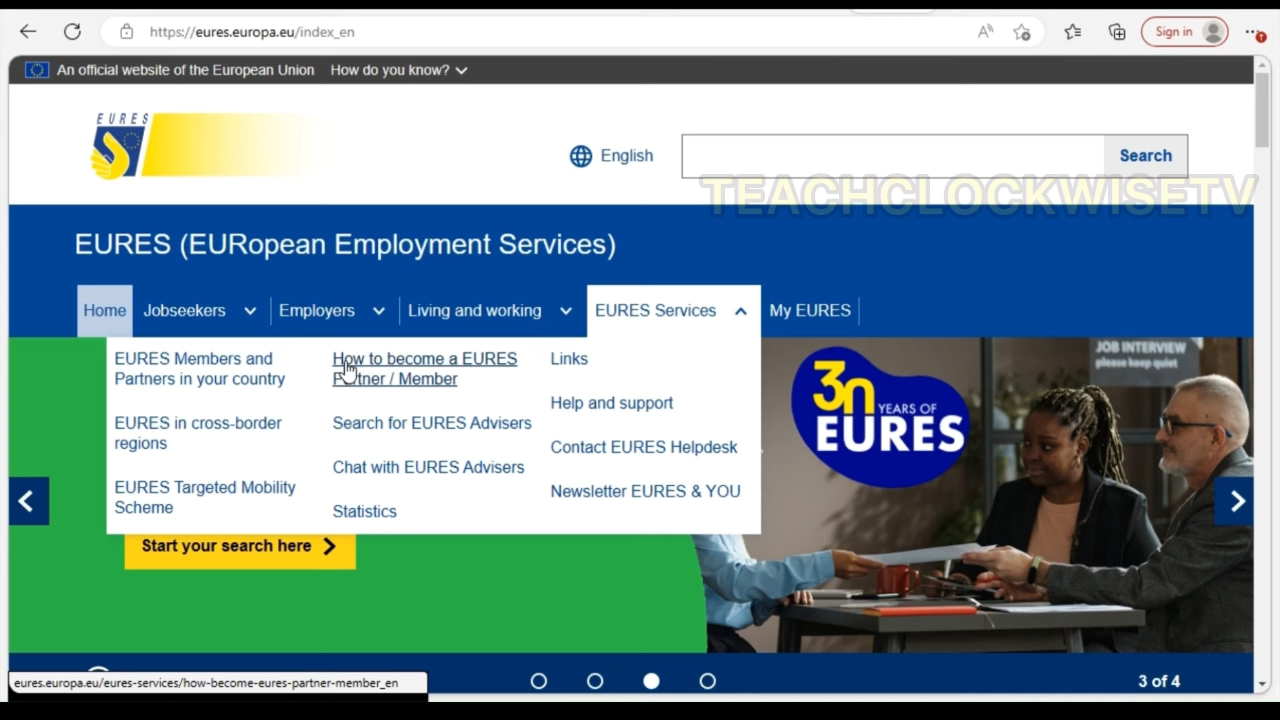 https://eures.europa.eu/index_en
Sign in
An official website of the European Union How do you know?
EURES
English
Search
TEACHCLOCKWISETV
EURES (EURopean Employment Services)
Home Jobseekers Employers Living and working EURES Services My EURES
EURES Members and
Partners in your country
EURES in cross-border
regions
EURES Targeted Mobility
Scheme
How to become a EURES
Partner / Member
Search for EURES Advisers
Chat with EURES Advisers
Statistics
Links
Help and support
Contact EURES Helpdesk
Newsletter EURES & YOU
JOB INTERVIEW
please keep quiet
30
YEARS OF
EURES
Start your search here
3 of 4
eures.europa.eu/eures-services/how-become-eures-partner-member_en